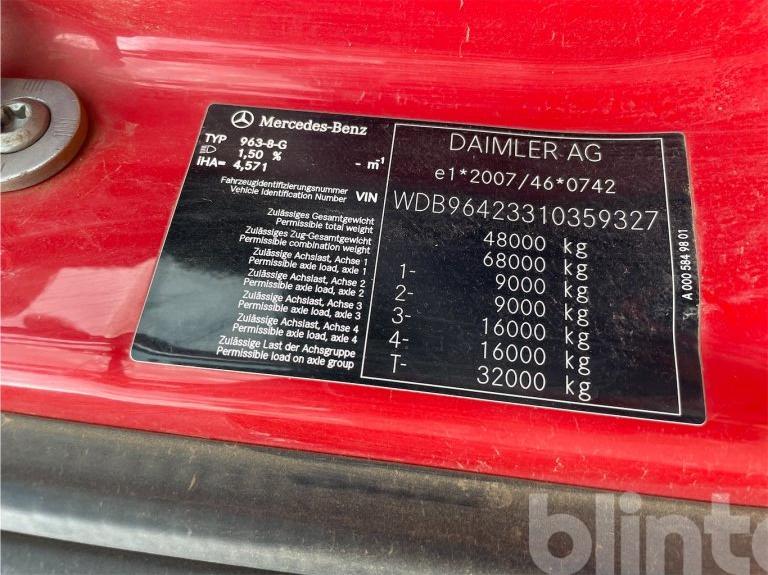 Mercedes-Benz
TYP 963-8-G
1,50 %
iHA= 4,571 - m⁻¹
Fahrzeugidentifizierungsnummer
Vehicle Identification Number VIN
Zulässiges Gesamtgewicht
Permissible total weight
Zulässiges Zug-Gesamtgewicht
Permissible combination weight
Zulässige Achslast, Achse 1
Permissible axle load, axle 1
Zulässige Achslast, Achse 2
Permissible axle load, axle 2
Zulässige Achslast, Achse 3
Permissible axle load, axle 3
Zulässige Achslast, Achse 4
Permissible axle load, axle 4
Zulässige Last der Achsgruppe
Permissible load on axle group
DAIMLER AG
e1*2007/46*0742
WDB96423310359327
48000 kg
68000 kg
1- 9000 kg
2- 9000 kg
3- 16000 kg
4- 16000 kg
T- 32000 kg
A 000 584 98 01
blinto